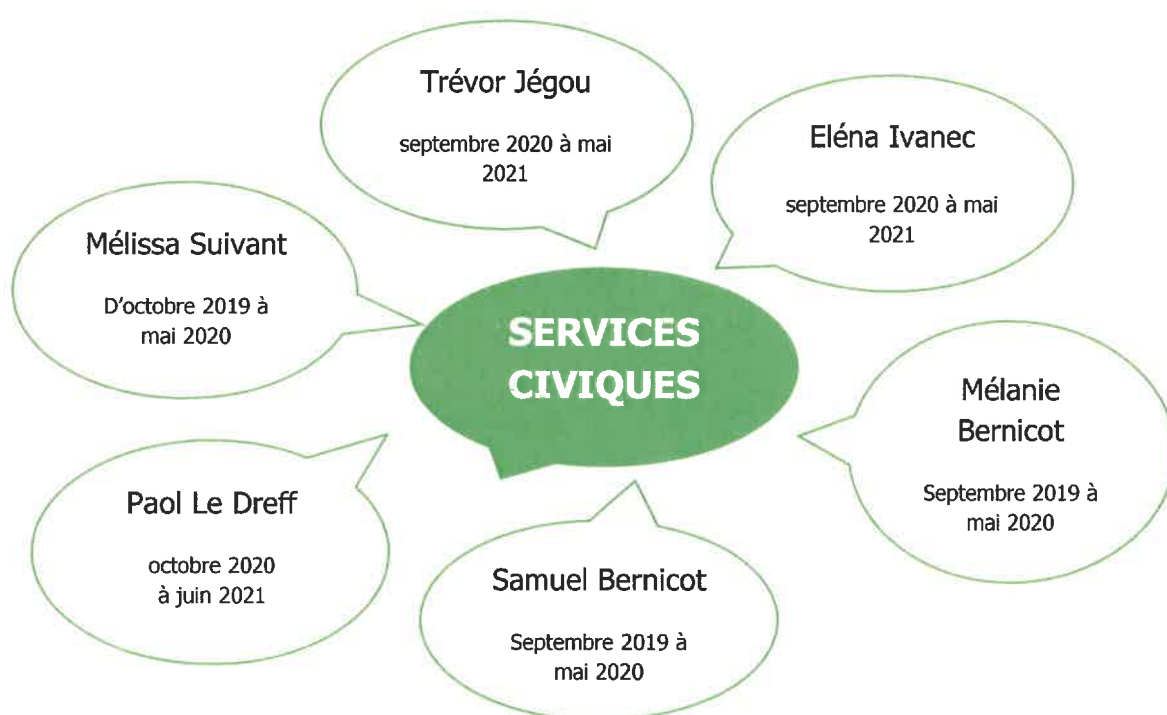 Trévor Jégou
septembre 2020 à mai
2021
Eléna Ivanec
septembre 2020 à mai
2021
Mélissa Suivant
D'octobre 2019 à
mai 2020
SERVICES
CIVIQUES
Mélanie
Bernicot
Septembre 2019 à
mai 2020
Paol Le Dreff
octobre 2020
à juin 2021
Samuel Bernicot
Septembre 2019 à
mai 2020